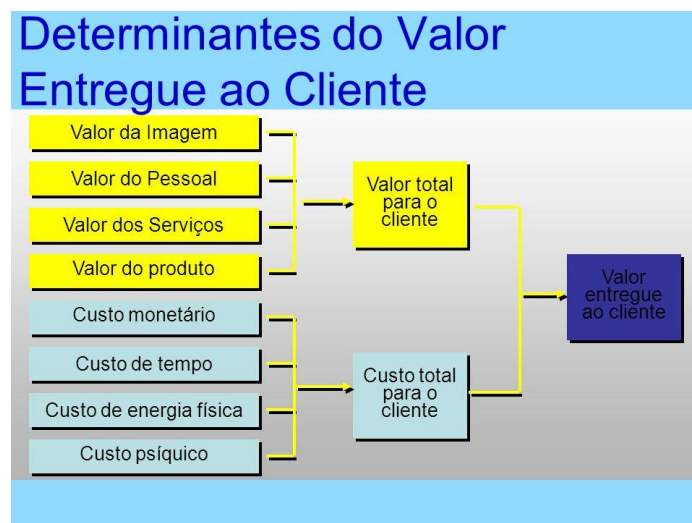 Determinantes do Valor
Entregue ao Cliente
Valor da Imagem
Valor do Pessoal
Valor dos Serviços
Valor do produto
Custo monetário
Custo de tempo
Custo de energia física
Custo psíquico
Valor total
para o
cliente
Custo total
para o
cliente
Valor
entregue
ao cliente